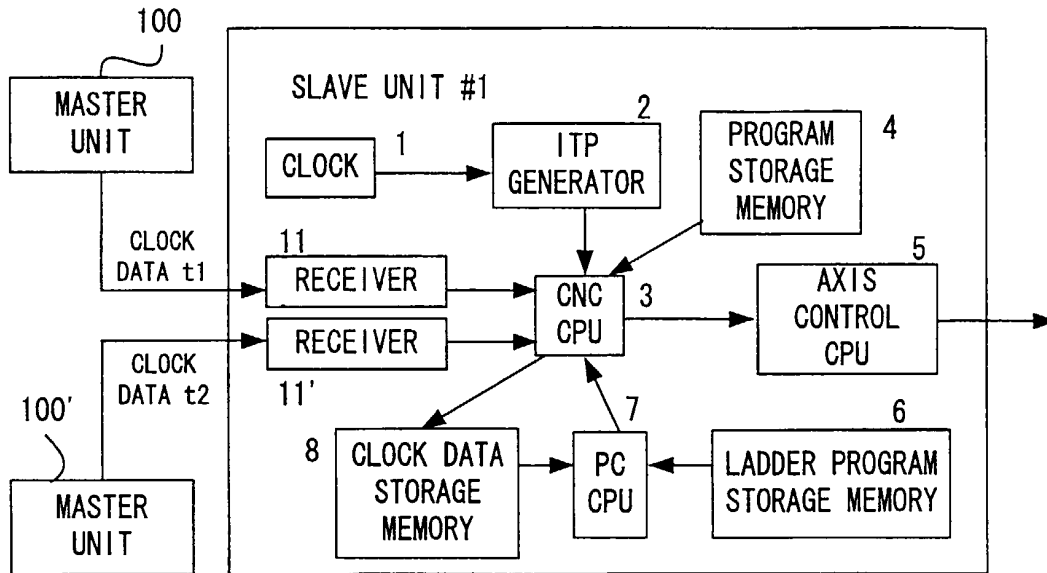 100
MASTER
UNIT
SLAVE UNIT #1
CLOCK
1
2
ITP
GENERATOR
PROGRAM
STORAGE
MEMORY
4
CLOCK
DATA t1
11
RECEIVER
CNC
CPU
3
5
AXIS
CONTROL
CPU
RECEIVER
11'
CLOCK
DATA t2
100'
MASTER
UNIT
8
CLOCK DATA
STORAGE
MEMORY
7
PC
CPU
6
LADDER PROGRAM
STORAGE MEMORY